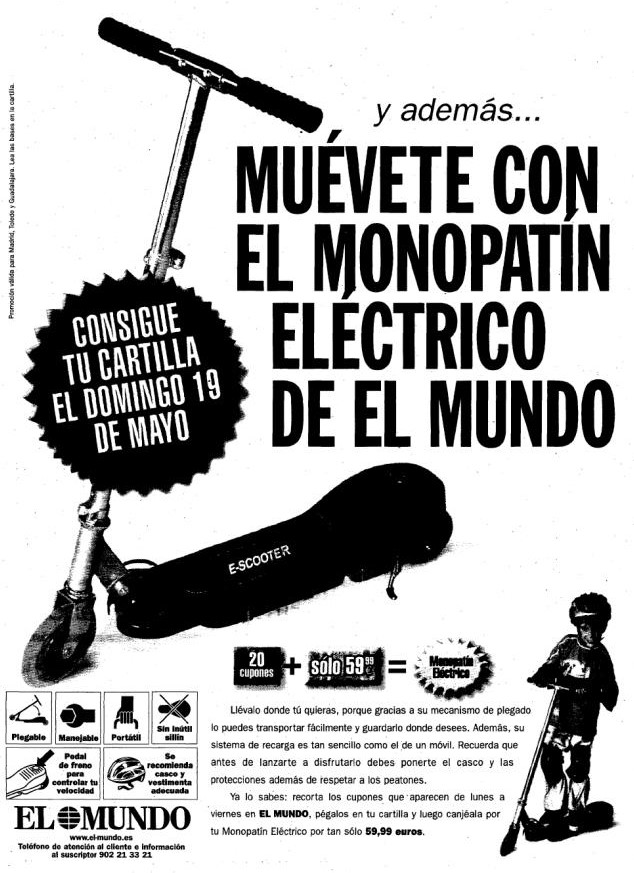 Promoción válida para Madrid, Toledo y Guadalajara. Lea las bases en la cartilla.
y además...
MUÉVETE CON
EL MONOPATÍN
ELÉCTRICO
DE EL MUNDO
CONSIGUE
TU CARTILLA
EL DOMINGO 19
DE MAYO
E-SCOOTER
20
cupones
+
sólo 59'99
=
Monopatín
Eléctrico
Plegable
Manejable
Portátil
Sin inútil
sillín
Pedal
de freno
para
controlar tu
velocidad
Se
recomienda
casco y
vestimenta
adecuada
Llévalo donde tú quieras, porque gracias a su mecanismo de plegado
lo puedes transportar fácilmente y guardarlo donde desees. Además, su
sistema de recarga es tan sencillo como el de un móvil. Recuerda que
antes de lanzarte a disfrutarlo debes ponerte el casco y las
protecciones además de respetar a los peatones.
Ya lo sabes: recorta los cupones que aparecen de lunes a
viernes en EL MUNDO, pégalos en tu cartilla y luego canjéala por
tu Monopatín Eléctrico por tan sólo 59,99 euros.
EL MUNDO
www.el-mundo.es
Teléfono de atención al cliente e información
al suscriptor 902 21 33 21